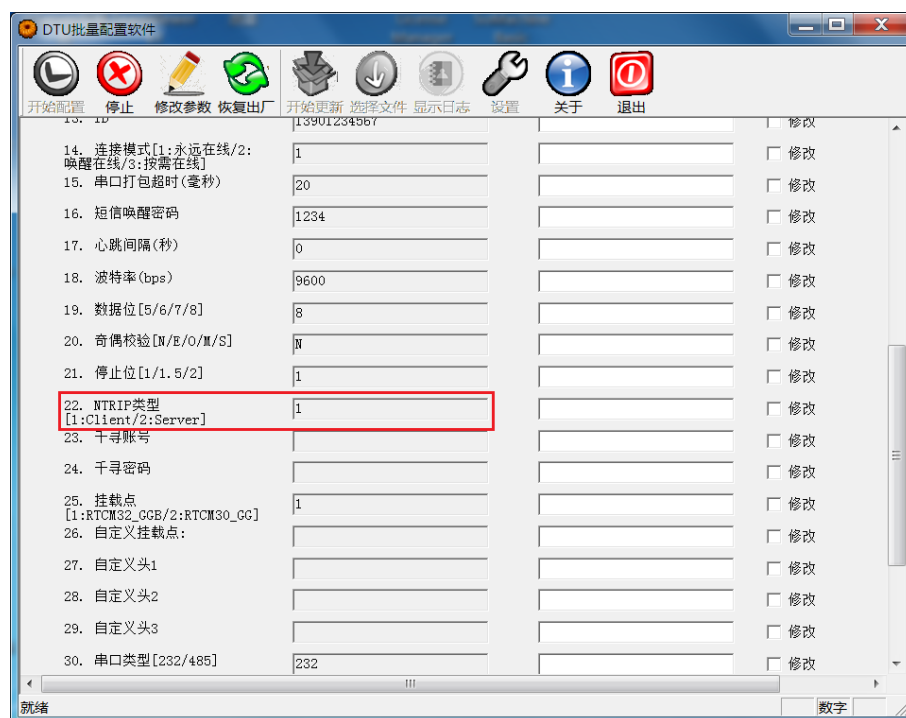 DTU批量配置软件
开始配置 停止 修改参数 恢复出厂 开始更新 选择文件 显示日志 设置 关于 退出
13. ID 13901234567 修改
14. 连接模式[1:永远在线/2:
唤醒在线/3:按需在线] 1 修改
15. 串口打包超时(毫秒) 20 修改
16. 短信唤醒密码 1234 修改
17. 心跳间隔(秒) 0 修改
18. 波特率(bps) 9600 修改
19. 数据位[5/6/7/8] 8 修改
20. 奇偶校验[N/E/O/M/S] N 修改
21. 停止位[1/1.5/2] 1 修改
22. NTRIP类型
[1:Client/2:Server] 1 修改
23. 千寻账号 修改
24. 千寻密码 修改
25. 挂载点
[1:RTCM32_GGB/2:RTCM30_GG] 1 修改
26. 自定义挂载点: 修改
27. 自定义头1 修改
28. 自定义头2 修改
29. 自定义头3 修改
30. 串口类型[232/485] 232 修改
就绪 数字